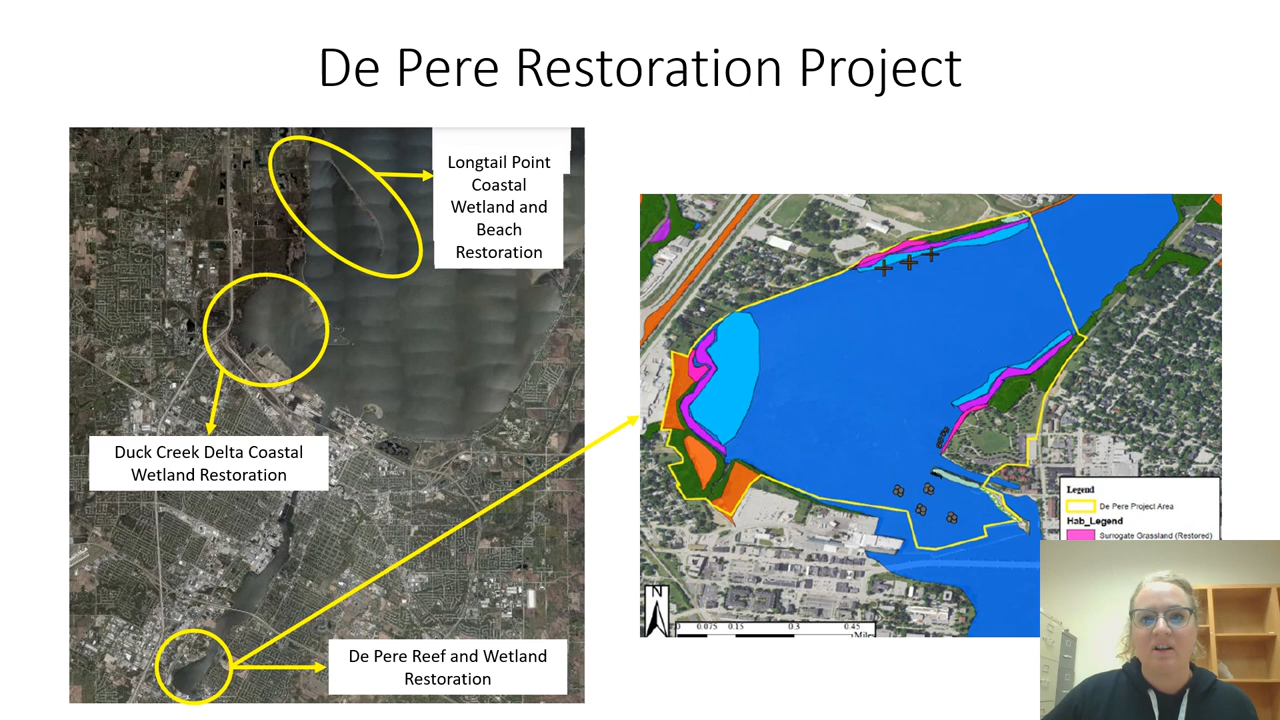 De Pere Restoration Project
Longtail Point
Coastal
Wetland and
Beach
Restoration
Duck Creek Delta Coastal
Wetland Restoration
De Pere Reef and Wetland
Restoration
Legend
De Pere Project Area
Hab_Legend
Surrogate Grassland (Restored)
N
0 0.075 0.15 0.3 0.45
Miles